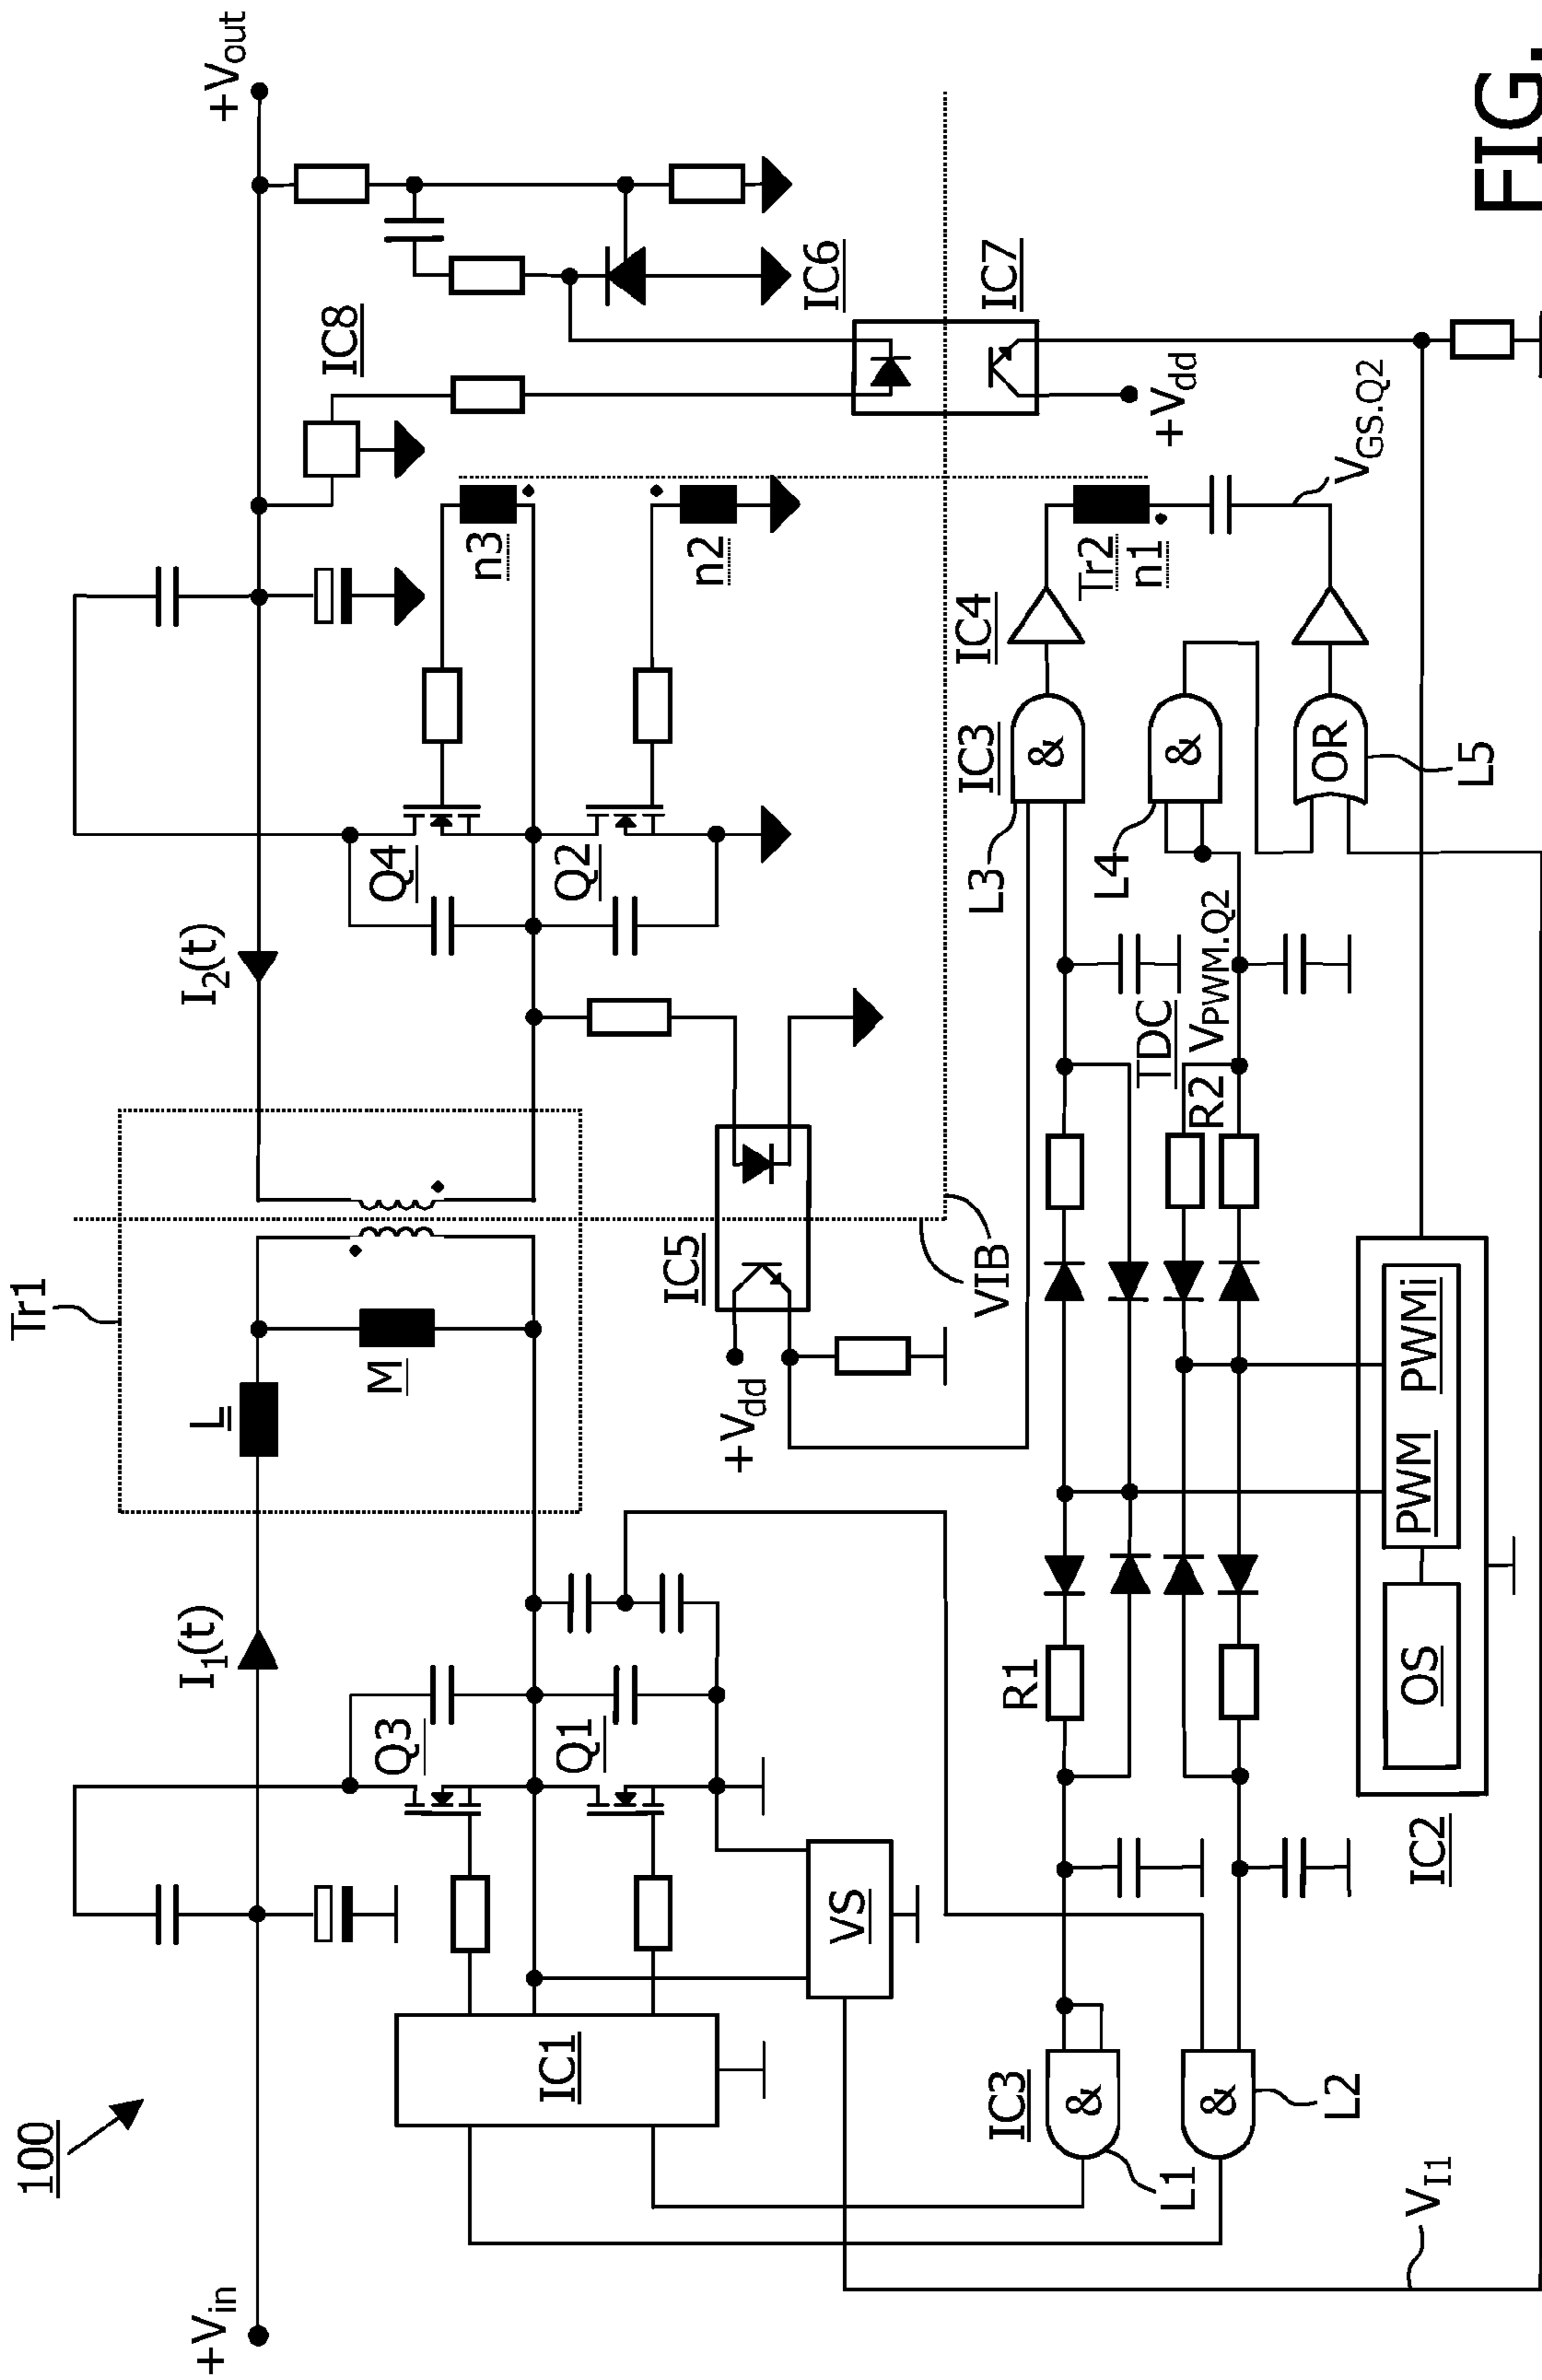 100
+Vin
I1(t)
Tr1
L
M
I2(t)
+Vout
IC8
Q3
Q1
Q4
Q2
n3
n2
IC6
IC1
VS
IC5
+Vdd
VIB
IC7
+Vdd
IC3
&
L1
&
L2
R1
R2
TDC
VPWM.Q2
L3
IC3
&
IC4
Tr2
n1
L4
&
OR
L5
VGS.Q2
IC2
OS
PWM
PWMi
VI1
FIG.